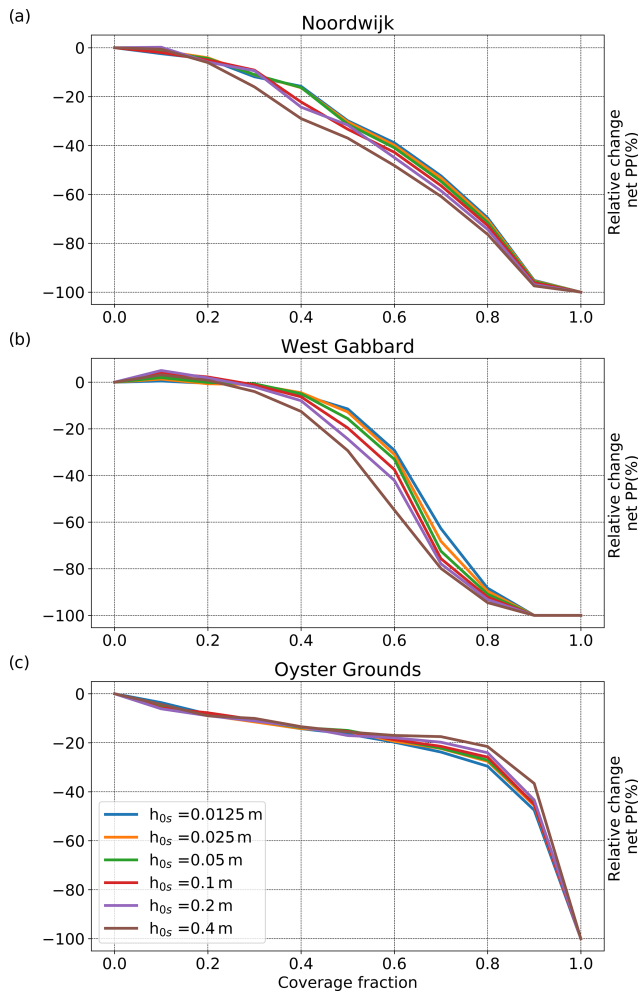 (a)
Noordwijk
0
−20
−40
−60
−80
−100
0.0 0.2 0.4 0.6 0.8 1.0
Relative change
net PP(%)
(b)
West Gabbard
0
−20
−40
−60
−80
−100
0.0 0.2 0.4 0.6 0.8 1.0
Relative change
net PP(%)
(c)
Oyster Grounds
0
−20
−40
−60
−80
−100
h0s =0.0125 m
h0s =0.025 m
h0s =0.05 m
h0s =0.1 m
h0s =0.2 m
h0s =0.4 m
0.0 0.2 0.4 0.6 0.8 1.0
Coverage fraction
Relative change
net PP(%)